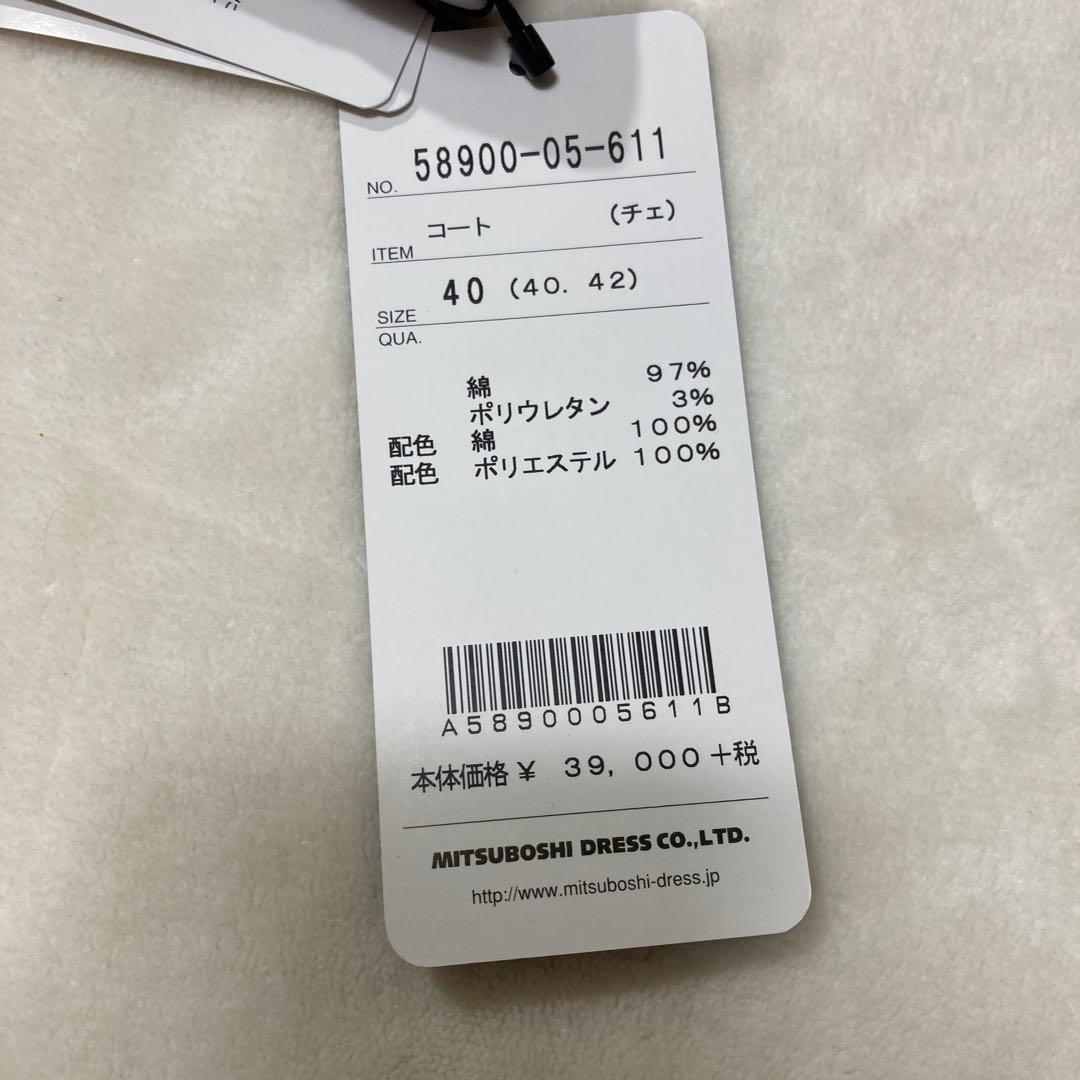 58900-05-611
NO.
コート (チェ)
ITEM
40 (40. 42)
SIZE
QUA.
綿 97%
ポリウレタン 3%
配色 綿 100%
配色 ポリエステル 100%
A5890005611B
本体価格 ¥ 39,000 +税
MITSUBOSHI DRESS CO.,LTD.
http://www.mitsuboshi-dress.jp